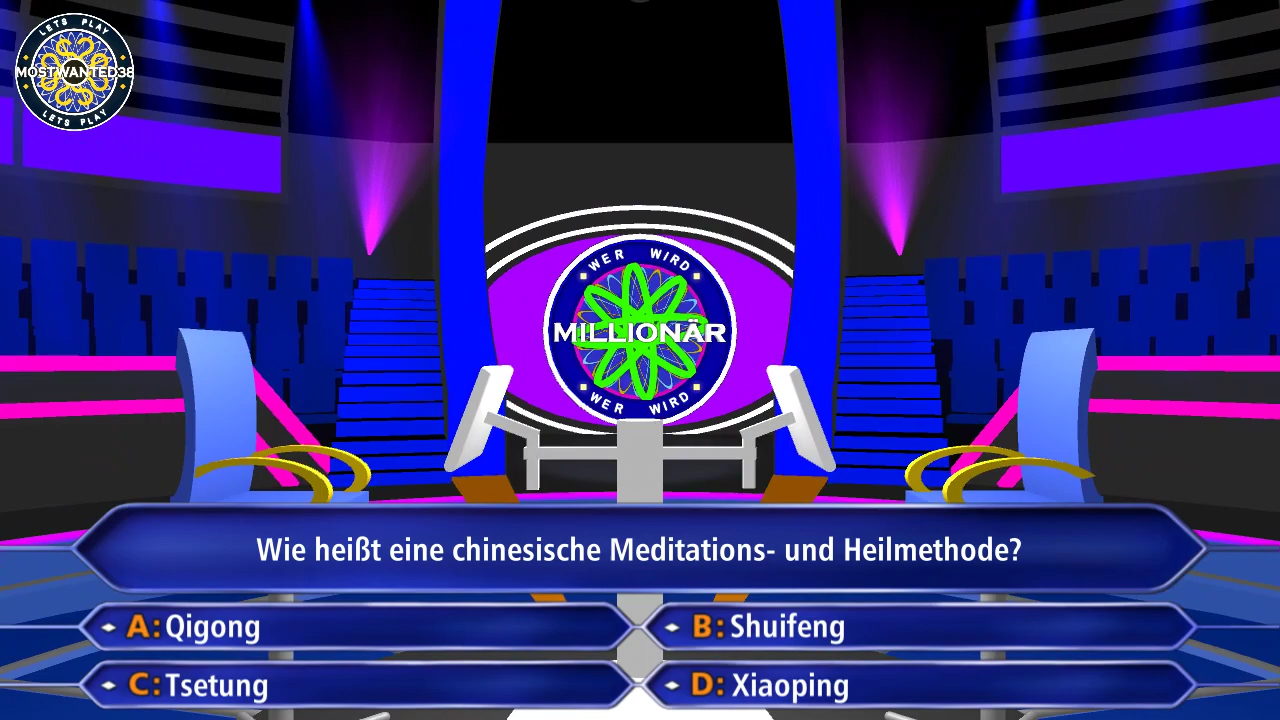 LETS PLAY
MOSTWANTED38
LETS PLAY
WER WIRD
MILLIONÄR
WER WIRD
Wie heißt eine chinesische Meditations- und Heilmethode?
A: Qigong
B: Shuifeng
C: Tsetung
D: Xiaoping